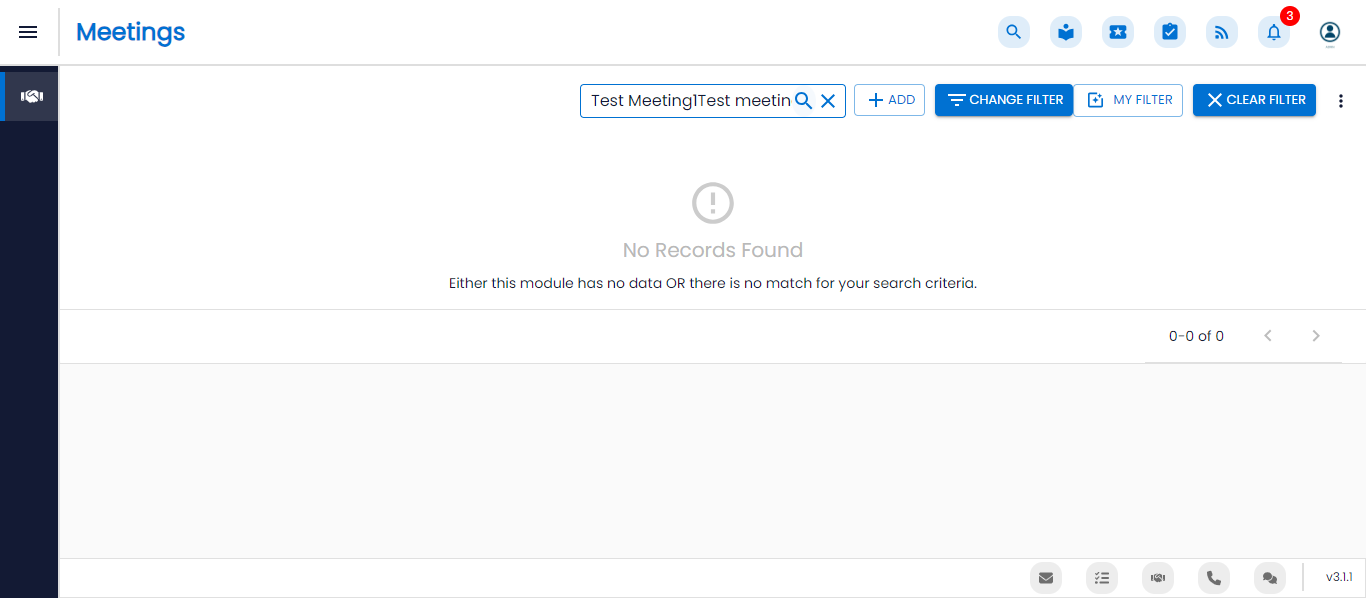 Meetings
3
Test Meeting1Test meetin
ADD
CHANGE FILTER
MY FILTER
CLEAR FILTER
No Records Found
Either this module has no data OR there is no match for your search criteria.
0-0 of 0
v3.1.1